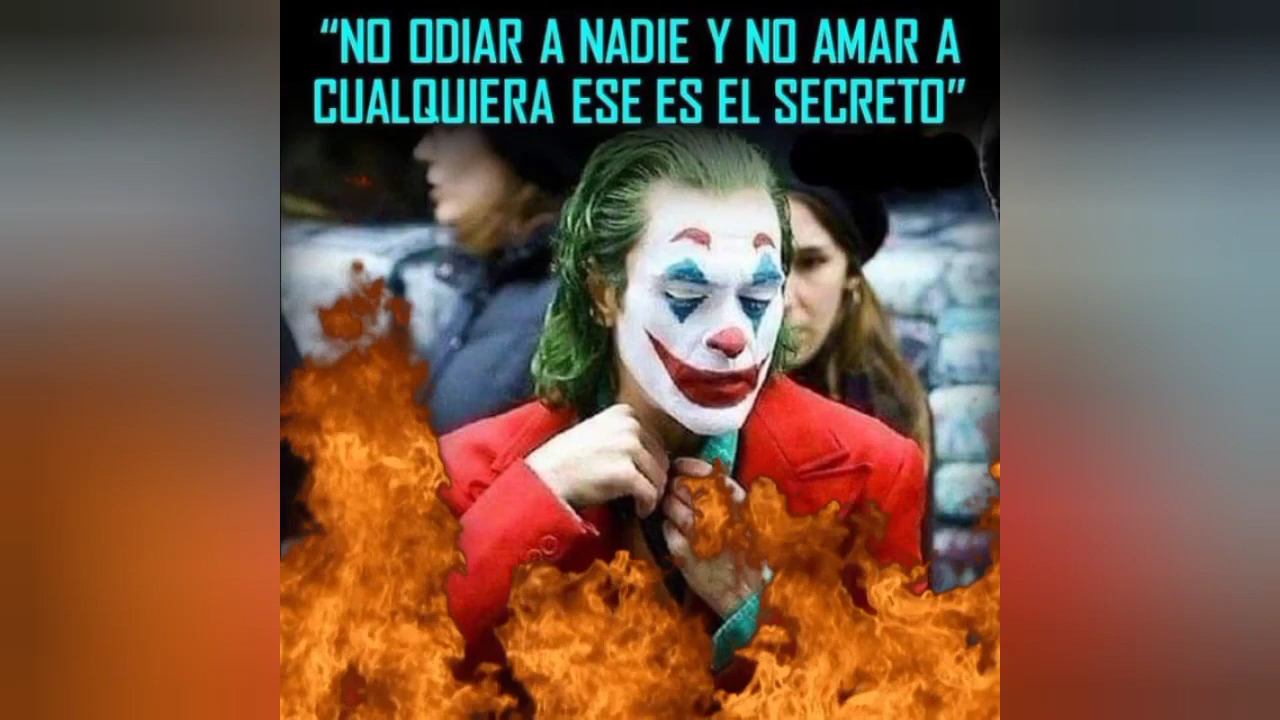 “NO ODIAR A NADIE Y NO AMAR A
CUALQUIERA ESE ES EL SECRETO”